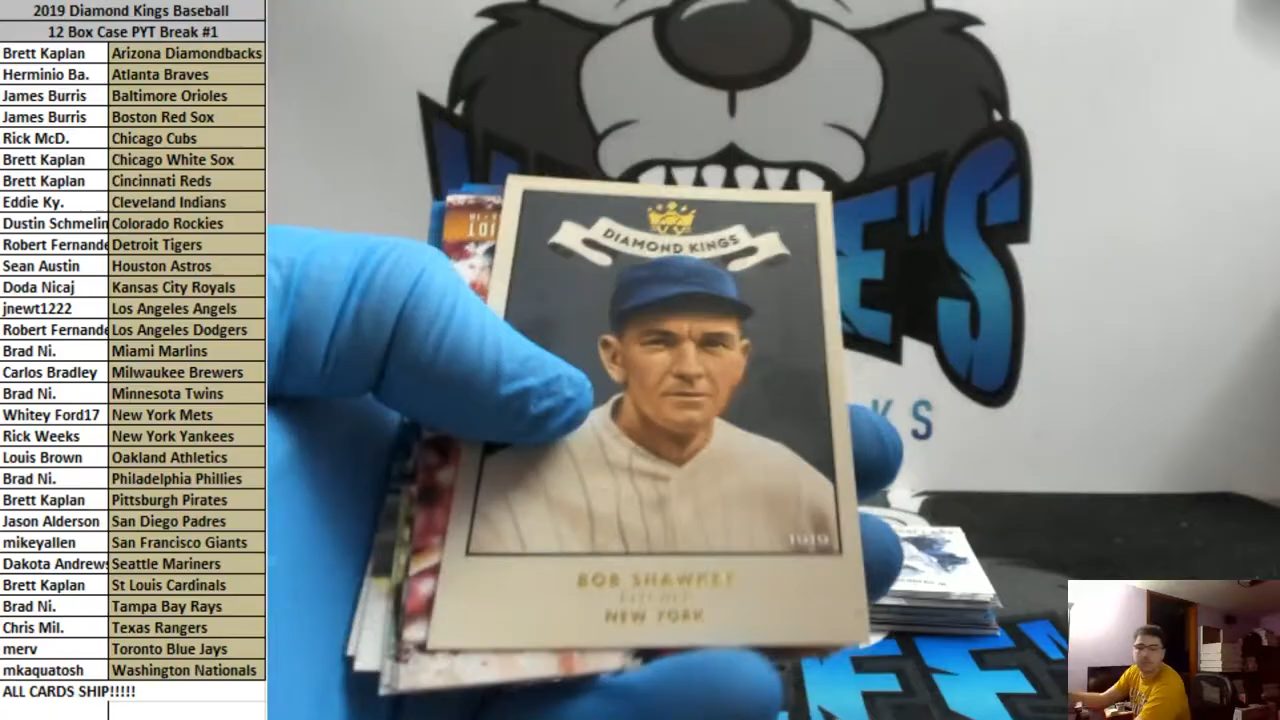 2019 Diamond Kings Baseball
12 Box Case PYT Break #1
Brett Kaplan Arizona Diamondbacks
Herminio Ba. Atlanta Braves
James Burris Baltimore Orioles
James Burris Boston Red Sox
Rick McD. Chicago Cubs
Brett Kaplan Chicago White Sox
Brett Kaplan Cincinnati Reds
Eddie Ky. Cleveland Indians
Dustin Schmelin Colorado Rockies
Robert Fernande Detroit Tigers
Sean Austin Houston Astros
Doda Nicaj Kansas City Royals
jnewt1222 Los Angeles Angels
Robert Fernande Los Angeles Dodgers
Brad Ni. Miami Marlins
Carlos Bradley Milwaukee Brewers
Brad Ni. Minnesota Twins
Whitey Ford17 New York Mets
Rick Weeks New York Yankees
Louis Brown Oakland Athletics
Brad Ni. Philadelphia Phillies
Brett Kaplan Pittsburgh Pirates
Jason Alderson San Diego Padres
mikeyallen San Francisco Giants
Dakota Andrews Seattle Mariners
Brett Kaplan St Louis Cardinals
Brad Ni. Tampa Bay Rays
Chris Mil. Texas Rangers
merv Toronto Blue Jays
mkaquatosh Washington Nationals
ALL CARDS SHIP!!!!!
DIAMOND KINGS
1919
BOB SHAWKEY
PITCHER
NEW YORK
E'S
KS